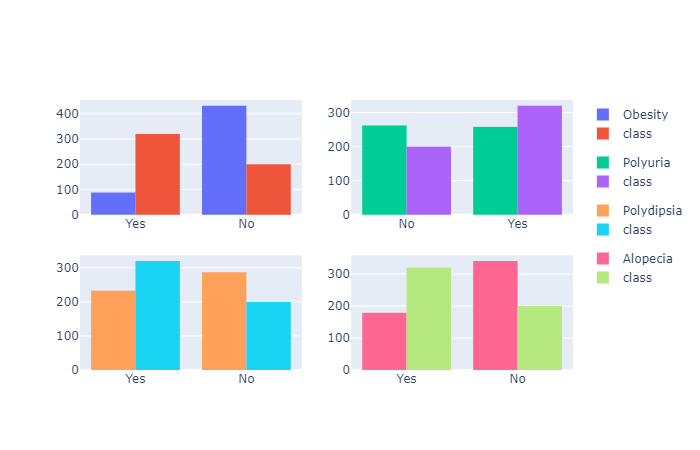 400
300
200
100
0
Yes No
300
200
100
0
No Yes
Obesity
class
Polyuria
class
Polydipsia
class
Alopecia
class
300
200
100
0
Yes No
300
200
100
0
Yes No